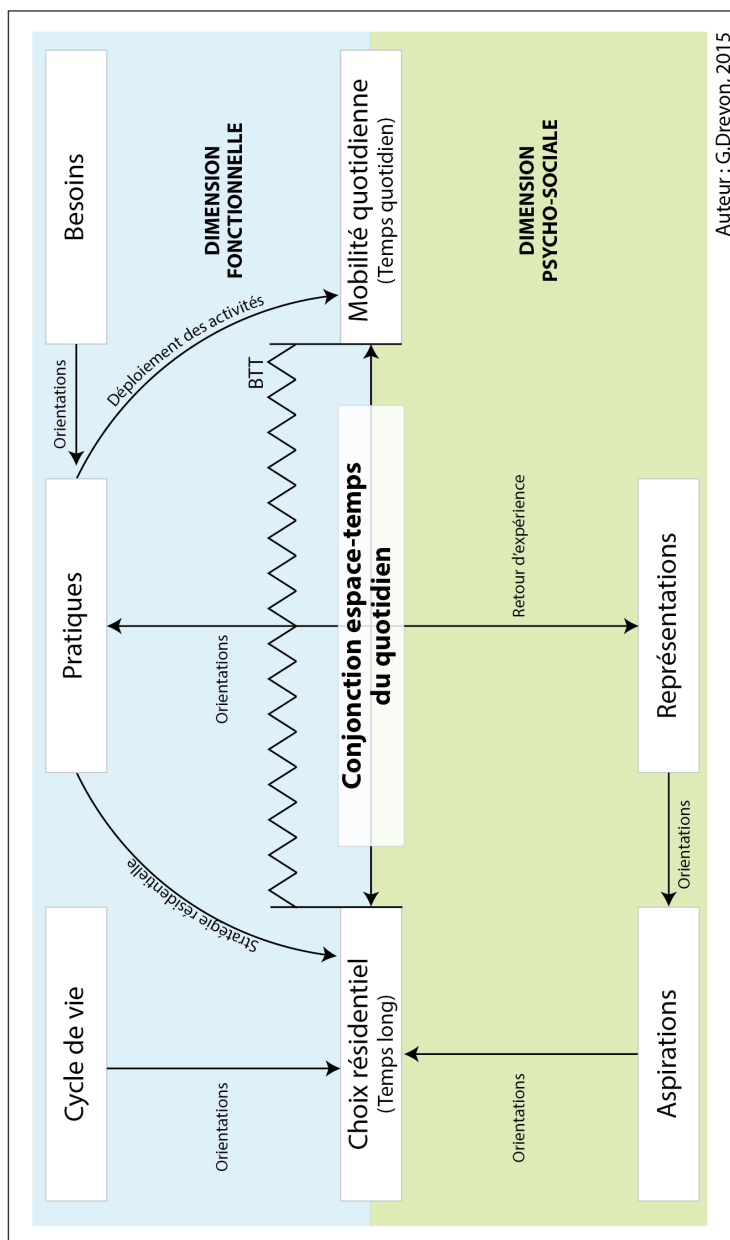 Cycle de vie
Pratiques
Besoins
Orientations
Stratégie résidentielle
Orientations
Orientations
Déploiement des activités
DIMENSION
FONCTIONNELLE
BTT
Choix résidentiel
(Temps long)
Conjonction espace-temps
du quotidien
Mobilité quotidienne
(Temps quotidien)
Orientations
Retour d'expérience
DIMENSION
PSYCHO-SOCIALE
Aspirations
Orientations
Représentations
Auteur : G.Drevon, 2015